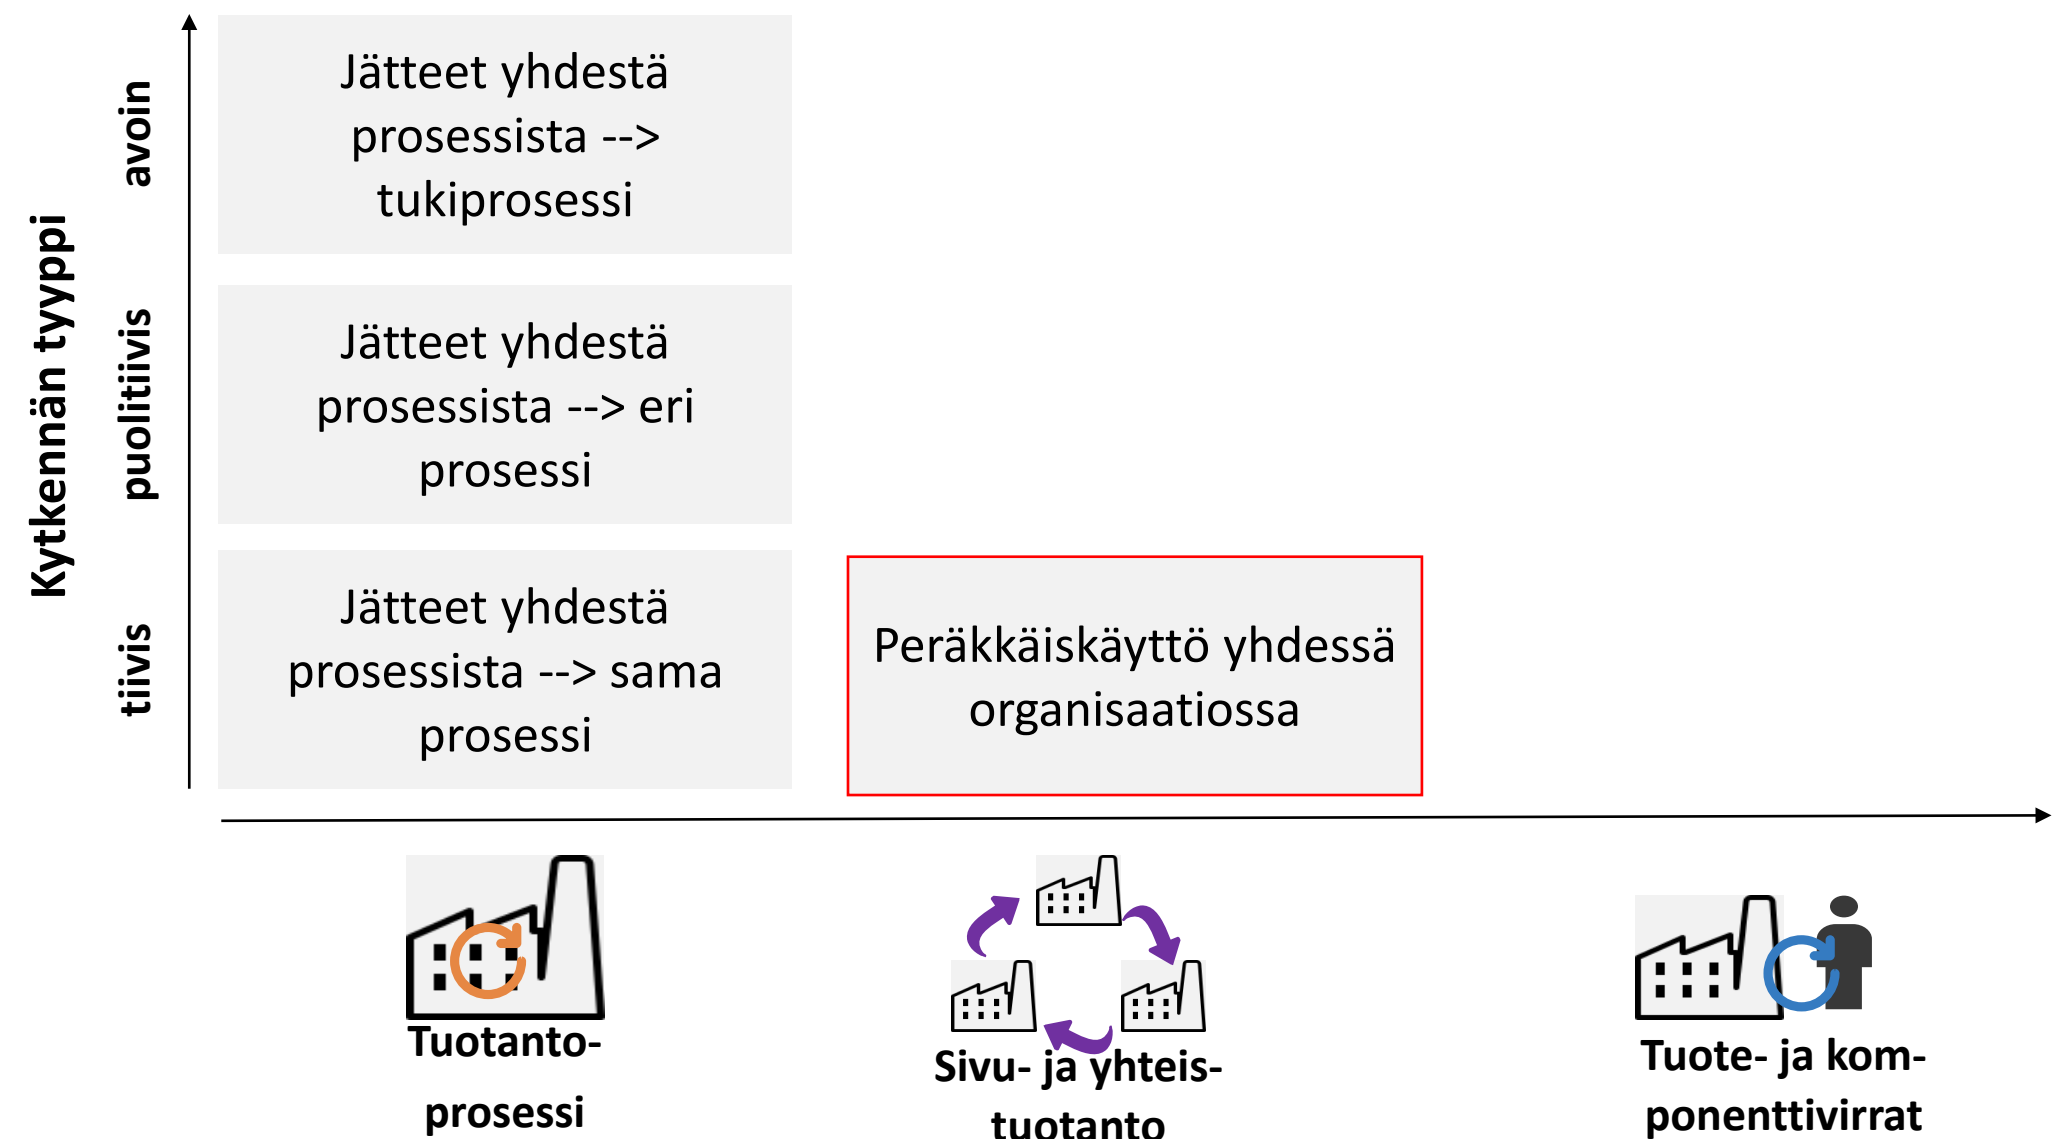 Kytkennän tyyppi
avoin
puolitiivis
tiivis
Jätteet yhdestä
prosessista -->
tukiprosessi
Jätteet yhdestä
prosessista --> eri
prosessi
Jätteet yhdestä
prosessista --> sama
prosessi
Peräkkäiskäyttö yhdessä
organisaatiossa
Tuotanto-
prosessi
Sivu- ja yhteis-
tuotanto
Tuote- ja kom-
ponenttivirrat